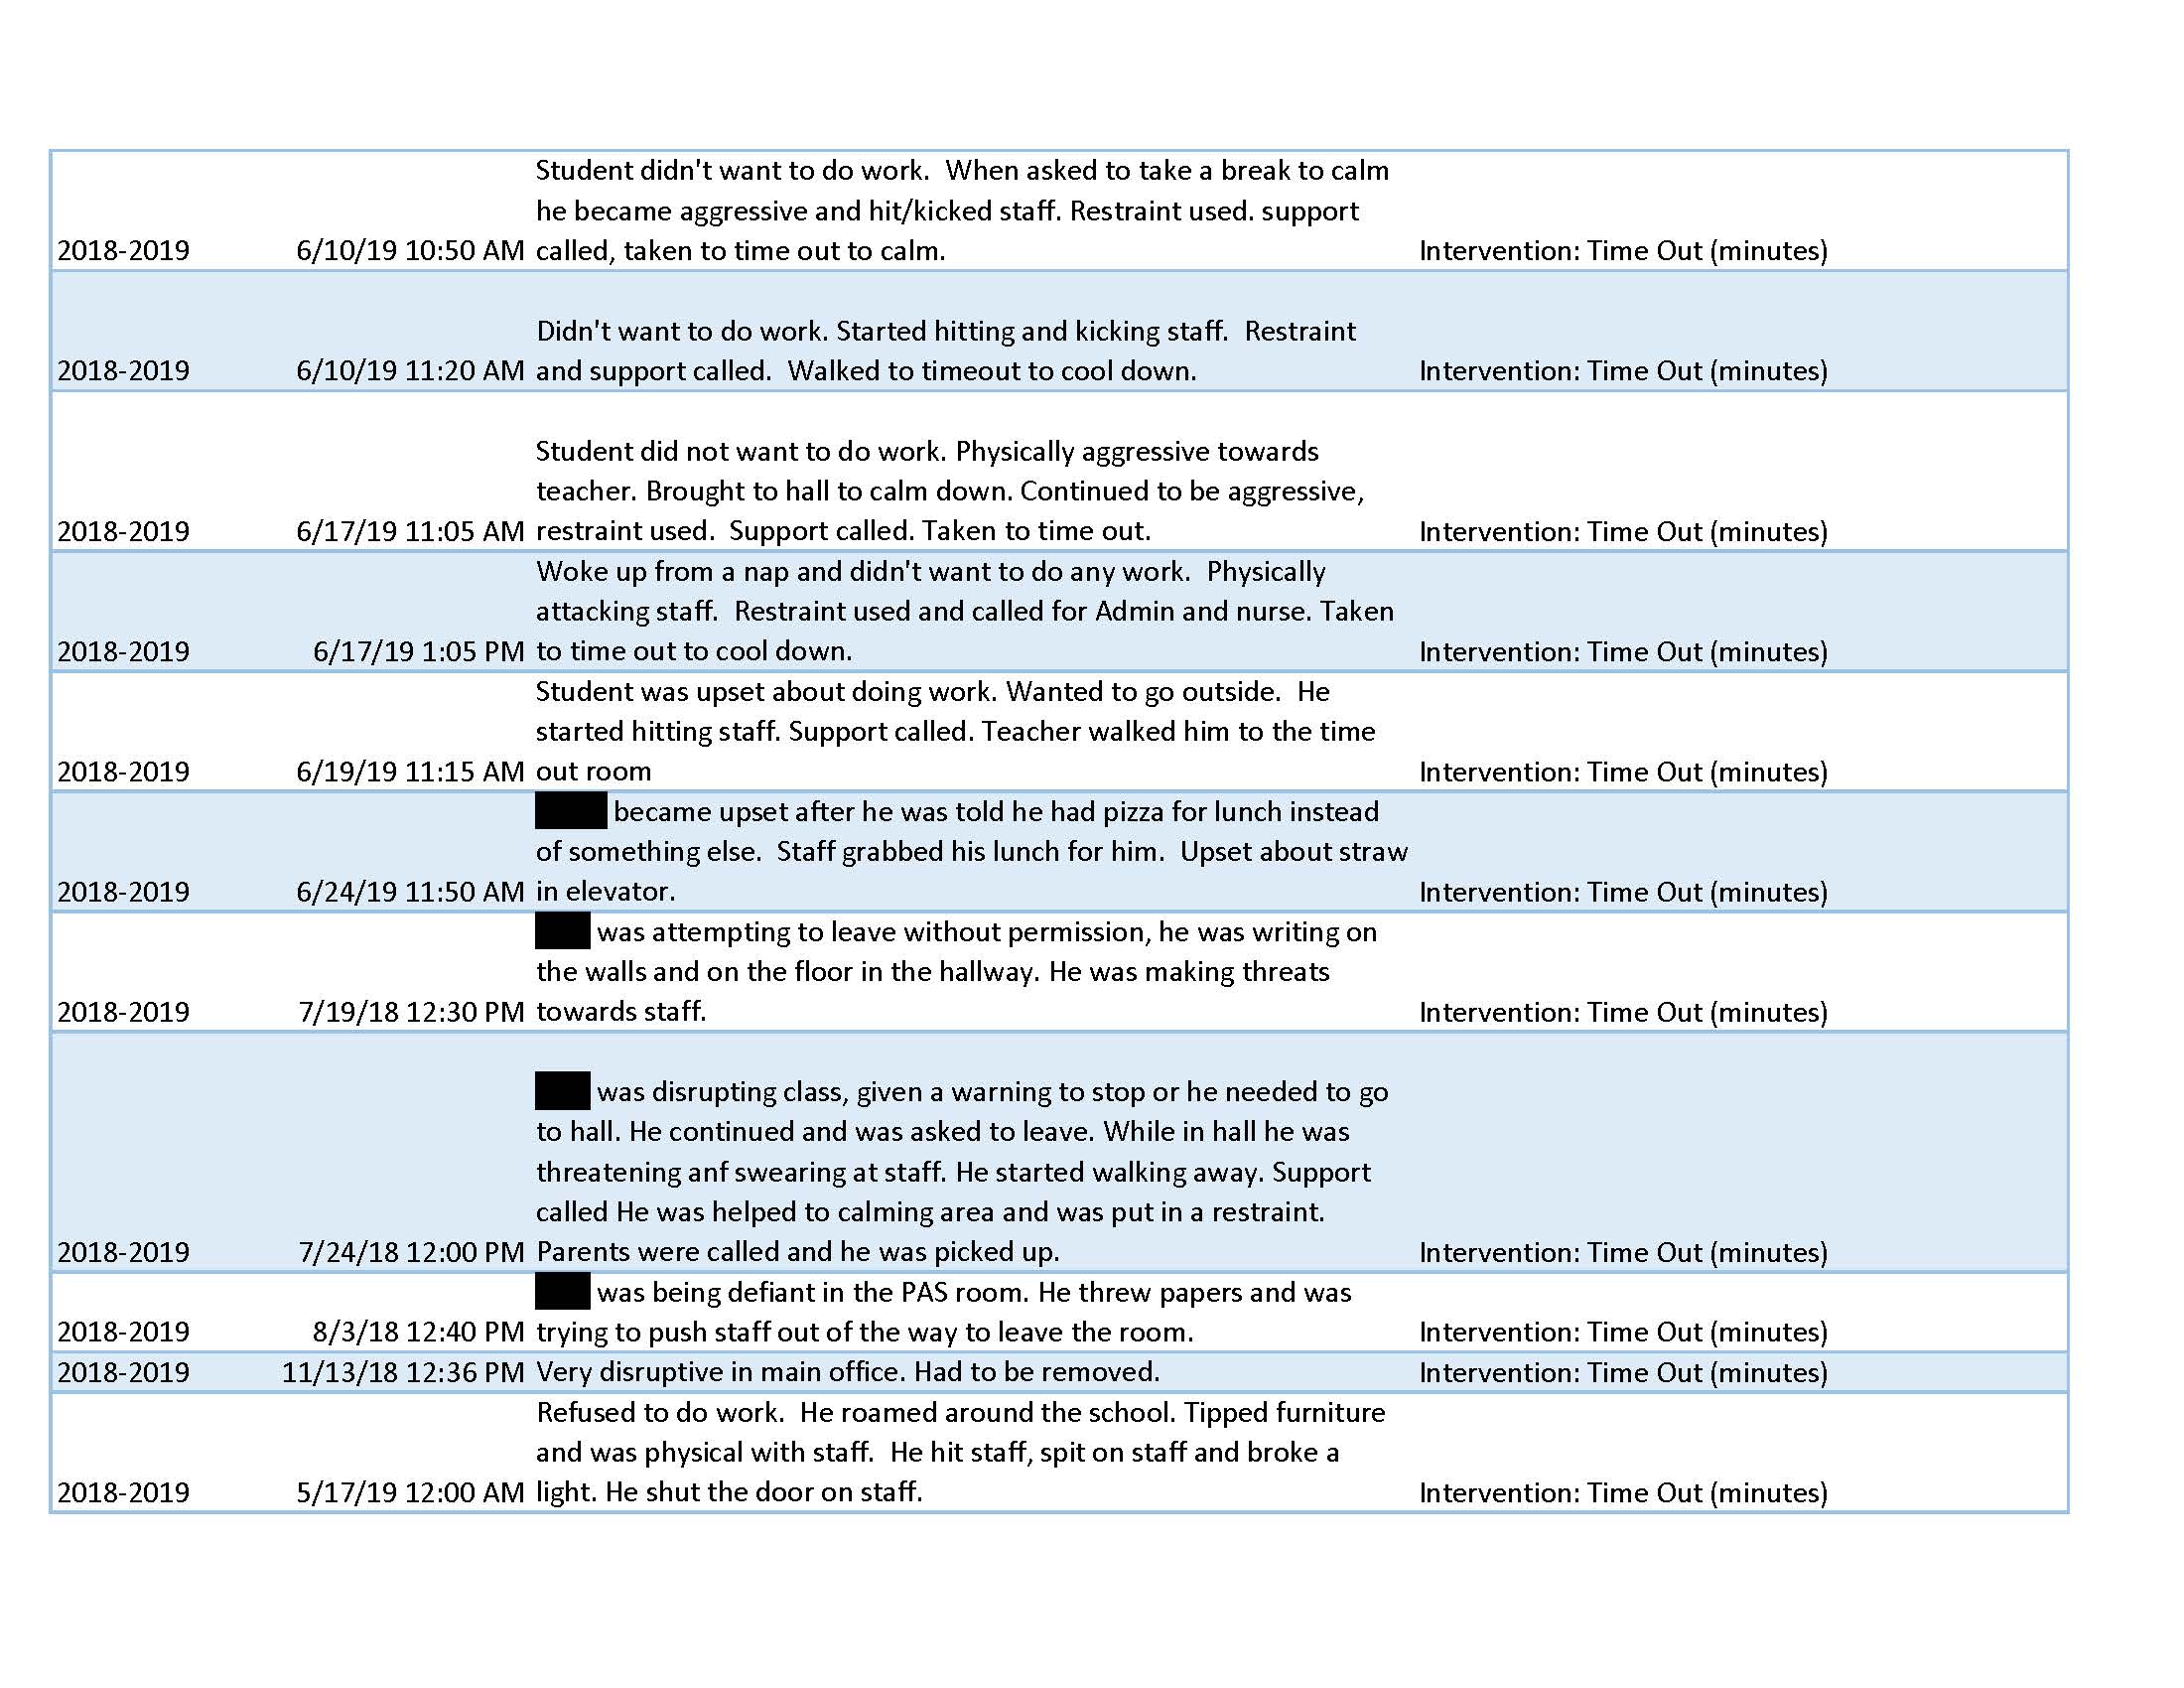 Student didn't want to do work.  When asked to take a break to calm
he became aggressive and hit/kicked staff. Restraint used. support
2018-2019 6/10/19 10:50 AM called, taken to time out to calm. Intervention: Time Out (minutes)
Didn't want to do work. Started hitting and kicking staff.  Restraint
2018-2019 6/10/19 11:20 AM and support called.  Walked to timeout to cool down. Intervention: Time Out (minutes)
Student did not want to do work. Physically aggressive towards
teacher. Brought to hall to calm down. Continued to be aggressive,
2018-2019 6/17/19 11:05 AM restraint used.  Support called. Taken to time out. Intervention: Time Out (minutes)
Woke up from a nap and didn't want to do any work.  Physically
attacking staff.  Restraint used and called for Admin and nurse. Taken
2018-2019 6/17/19 1:05 PM to time out to cool down. Intervention: Time Out (minutes)
Student was upset about doing work. Wanted to go outside.  He
started hitting staff. Support called. Teacher walked him to the time
2018-2019 6/19/19 11:15 AM out room Intervention: Time Out (minutes)
became upset after he was told he had pizza for lunch instead
of something else.  Staff grabbed his lunch for him.  Upset about straw
2018-2019 6/24/19 11:50 AM in elevator. Intervention: Time Out (minutes)
was attempting to leave without permission, he was writing on
the walls and on the floor in the hallway. He was making threats
2018-2019 7/19/18 12:30 PM towards staff. Intervention: Time Out (minutes)
was disrupting class, given a warning to stop or he needed to go
to hall. He continued and was asked to leave. While in hall he was
threatening anf swearing at staff. He started walking away. Support
called He was helped to calming area and was put in a restraint.
2018-2019 7/24/18 12:00 PM Parents were called and he was picked up. Intervention: Time Out (minutes)
was being defiant in the PAS room. He threw papers and was
2018-2019 8/3/18 12:40 PM trying to push staff out of the way to leave the room. Intervention: Time Out (minutes)
2018-2019 11/13/18 12:36 PM Very disruptive in main office. Had to be removed. Intervention: Time Out (minutes)
Refused to do work.  He roamed around the school. Tipped furniture
and was physical with staff.  He hit staff, spit on staff and broke a
2018-2019 5/17/19 12:00 AM light. He shut the door on staff. Intervention: Time Out (minutes)